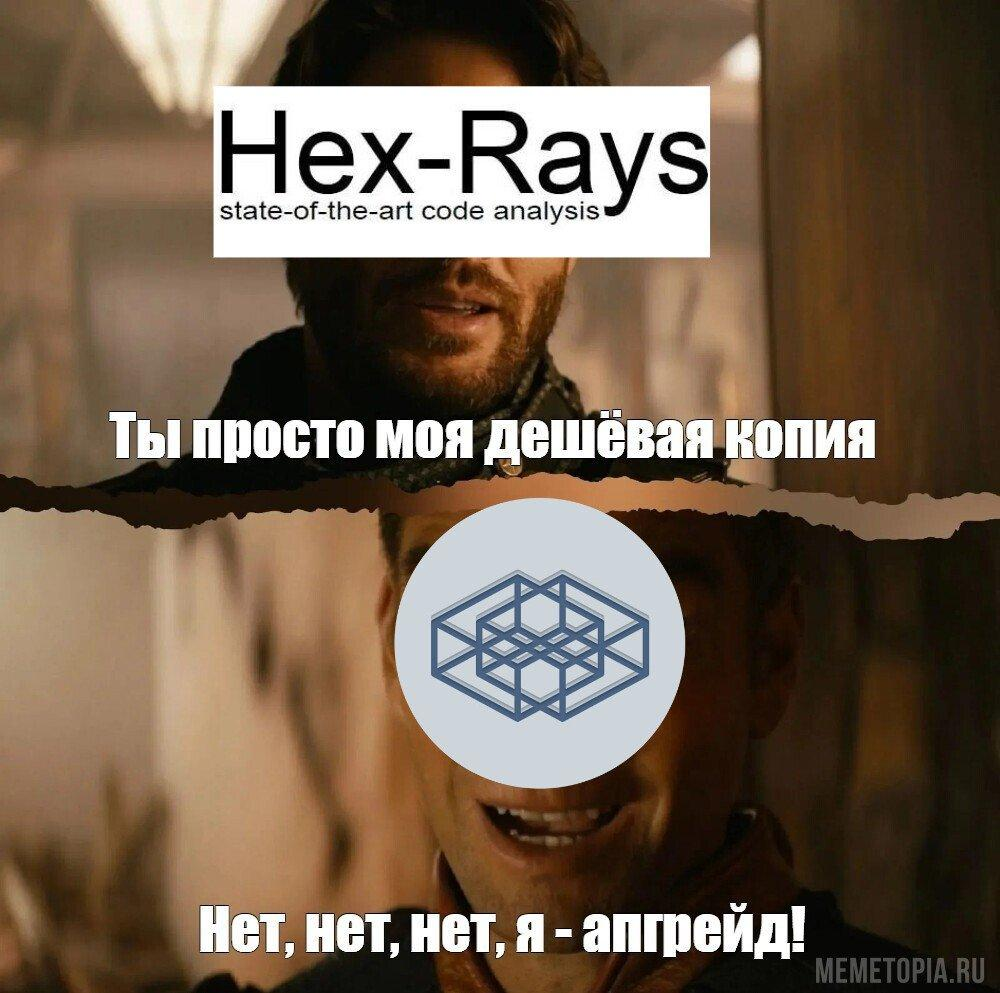 Hex-Rays
state-of-the-art code analysis
Ты просто моя дешёвая копия
Нет, нет, нет, я - апгрейд!
MEMETOPIA.RU